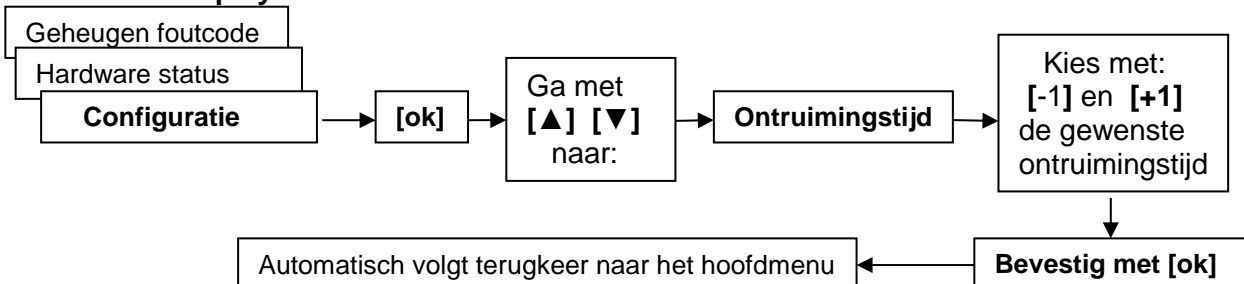 Geheugen foutcode
Hardware status
Configuratie
[ok]
Ga met
[▲] [▼]
naar:
Ontruimingstijd
Kies met:
[-1] en [+1]
de gewenste
ontruimingstijd
Bevestig met [ok]
Automatisch volgt terugkeer naar het hoofdmenu